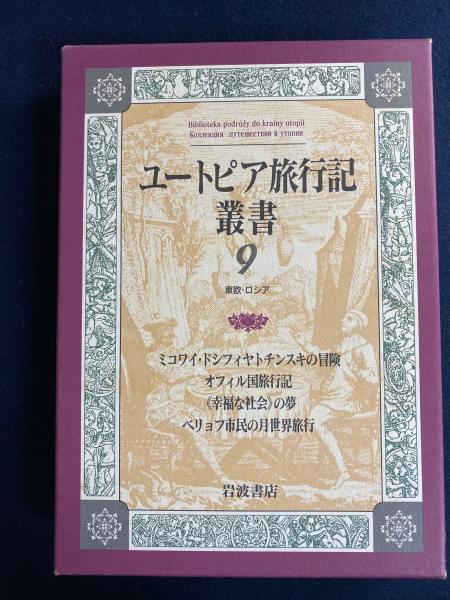 Biblioteka podróży do krainy utopii
Коллекция путешествий в утопии
ユートピア旅行記
叢書
9
東欧・ロシア
ミコワイ・ドシフィヤトチンスキの冒険
オフィル国旅行記
《幸福な社会》の夢
ベリョフ市民の月世界旅行
岩波書店